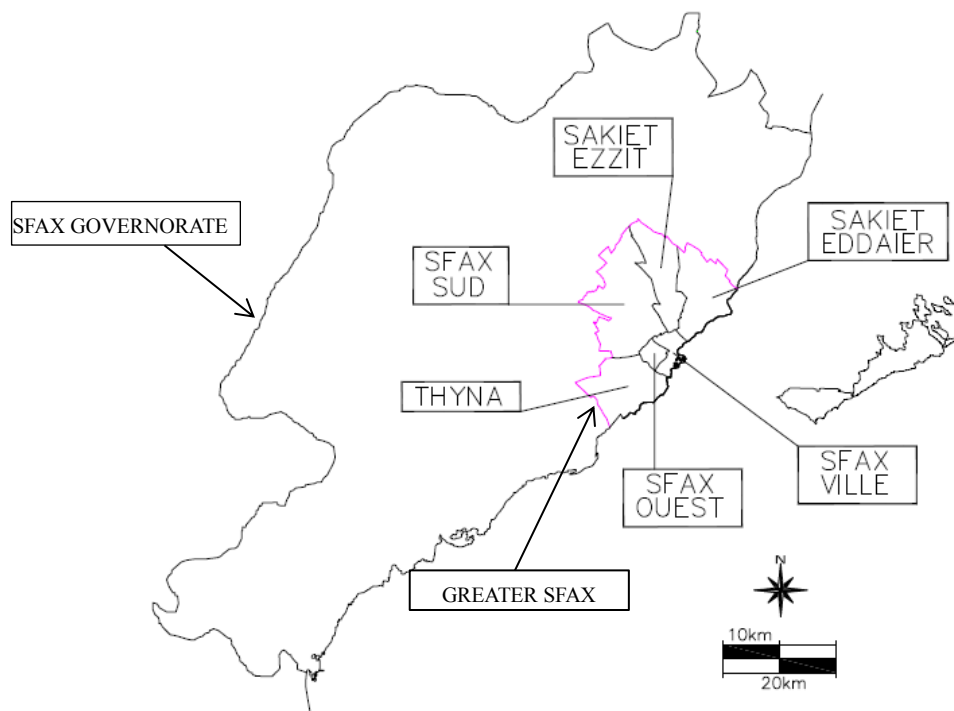 SAKIET
EZZIT
SFAX GOVERNORATE
SAKIET
EDDAIER
SFAX
SUD
THYNA
SFAX
OUEST
SFAX
VILLE
GREATER SFAX
N
10km
20km